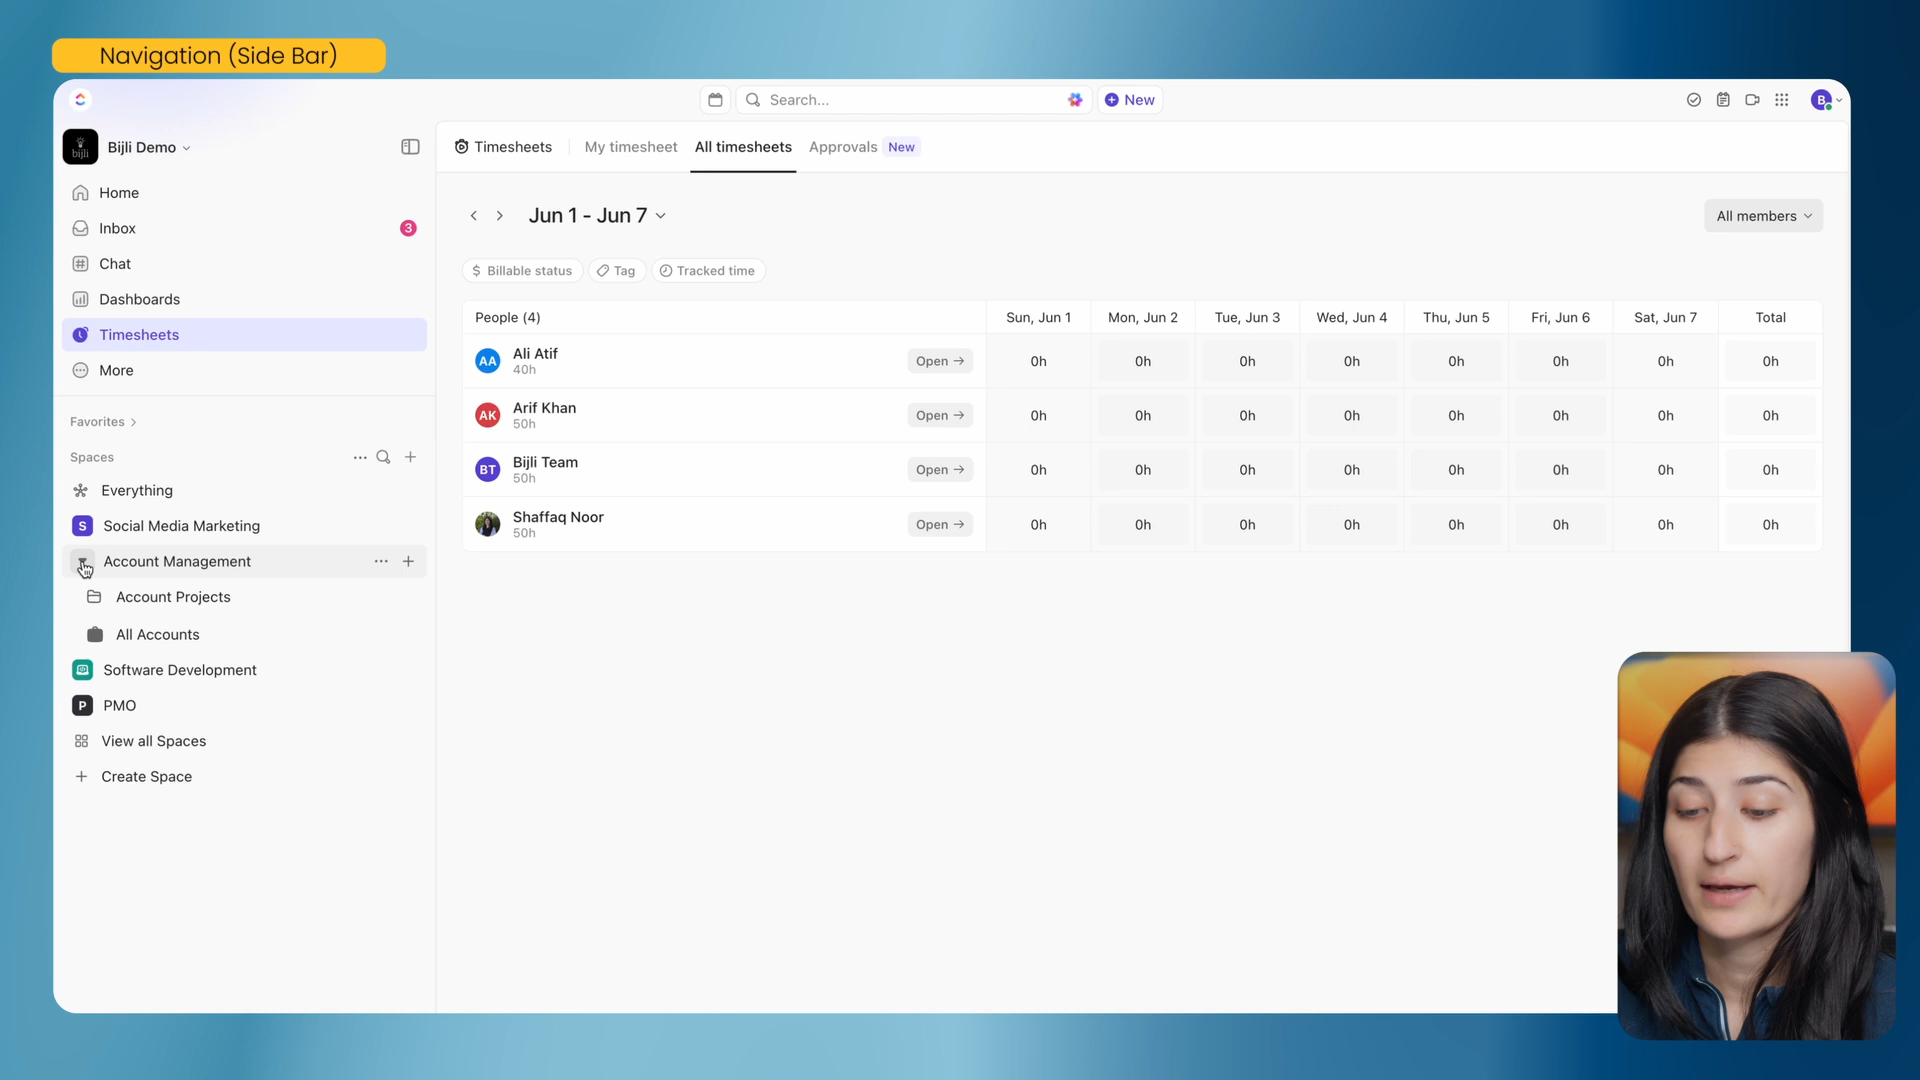 Navigation (Side Bar)
Search...
New
B
bijli
Bijli Demo
Home
Inbox
3
Chat
Dashboards
Timesheets
More
Favorites
Spaces
Everything
S Social Media Marketing
Account Management
Account Projects
All Accounts
Software Development
P PMO
View all Spaces
Create Space
Timesheets My timesheet All timesheets Approvals New
Jun 1 - Jun 7
All members
$ Billable status Tag Tracked time
People (4) Sun, Jun 1 Mon, Jun 2 Tue, Jun 3 Wed, Jun 4 Thu, Jun 5 Fri, Jun 6 Sat, Jun 7 Total
AA Ali Atif Open → 0h 0h 0h 0h 0h 0h 0h 0h
40h
AK Arif Khan Open → 0h 0h 0h 0h 0h 0h 0h 0h
50h
BT Bijli Team Open → 0h 0h 0h 0h 0h 0h 0h 0h
50h
Shaffaq Noor Open → 0h 0h 0h 0h 0h 0h 0h 0h
50h